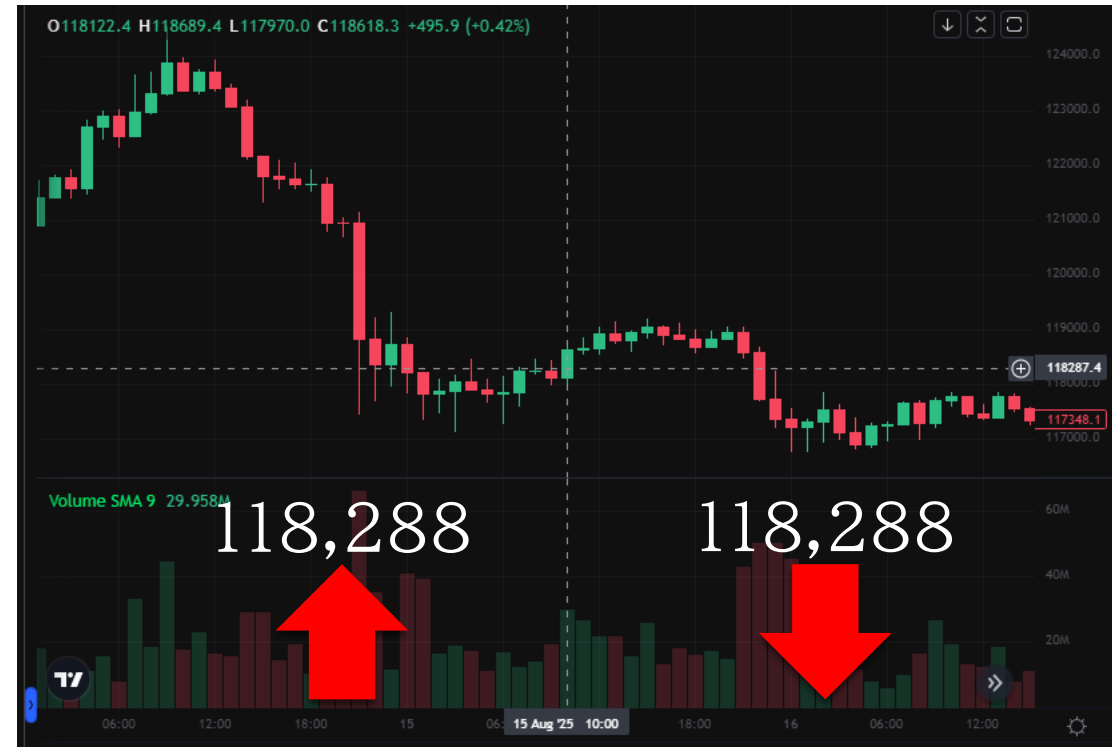 O118122.4 H118689.4 L117970.0 C118618.3 +495.9 (+0.42%)
124000.0
123000.0
122000.0
121000.0
120000.0
119000.0
118287.4
118000.0
117348.1
117000.0
Volume SMA 9 29.958M
118,288 118,288
60M
40M
20M
06:00 12:00 18:00 15 06: 15 Aug '25 10:00 18:00 16 06:00 12:00